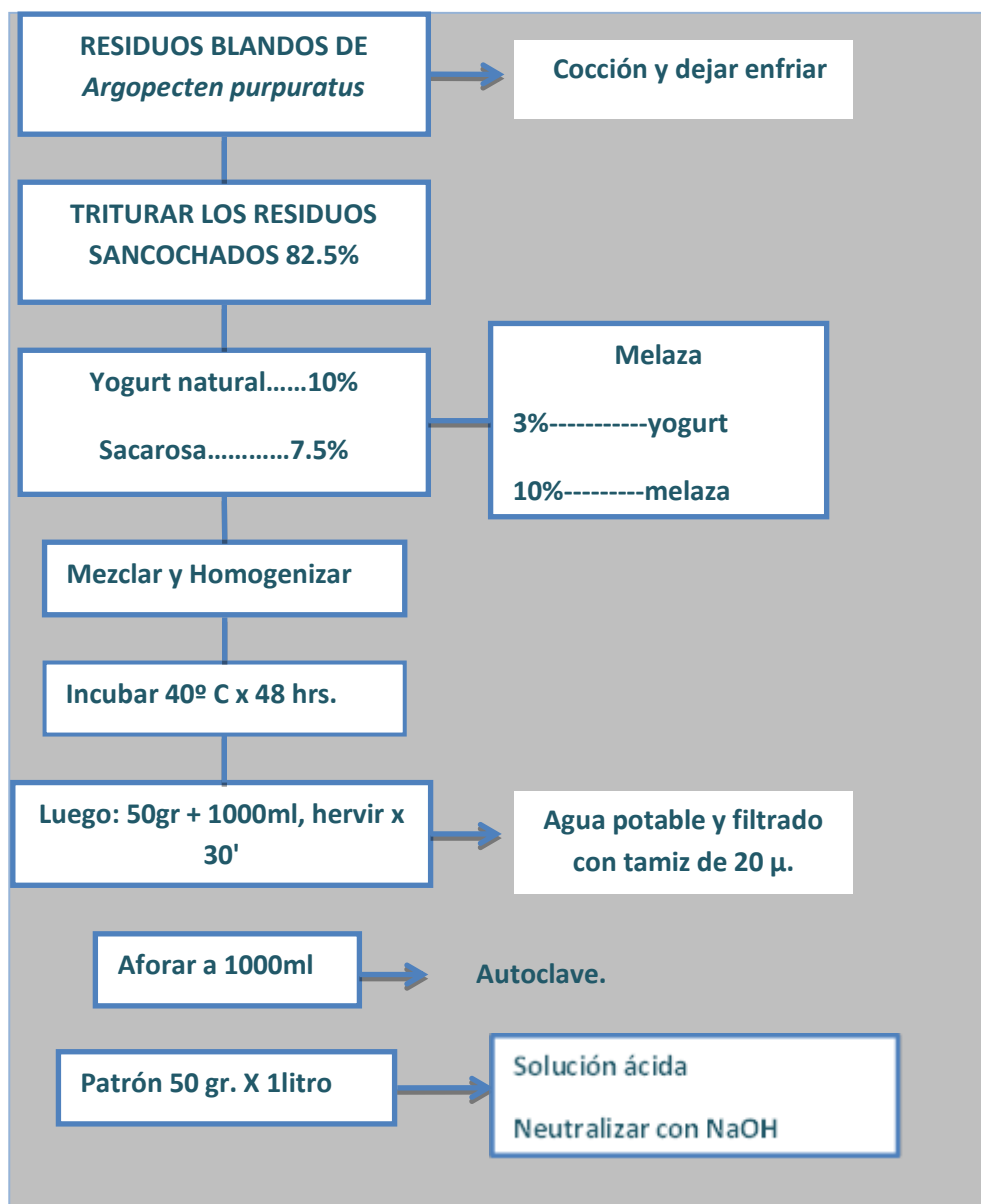 RESIDUOS BLANDOS DE
Argopecten purpuratus
Cocción y dejar enfriar
TRITURAR LOS RESIDUOS
SANCOCHADOS 82.5%
Yogurt natural......10%
Sacarosa............7.5%
Melaza
3%-----------yogurt
10%---------melaza
Mezclar y Homogenizar
Incubar 40º C x 48 hrs.
Luego: 50gr + 1000ml, hervir x
30'
Agua potable y filtrado
con tamiz de 20 µ.
Aforar a 1000ml
Autoclave.
Patrón 50 gr. X 1litro
Solución ácida
Neutralizar con NaOH